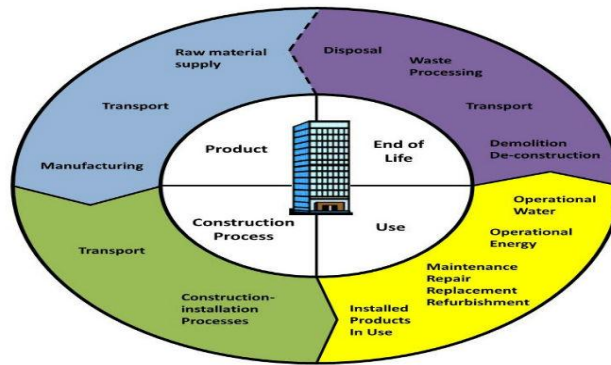 Raw material
supply
Transport
Manufacturing
Disposal
Waste
Processing
Transport
Demolition
De-construction
Product
End of
Life
Construction
Process
Use
Transport
Construction-
installation
Processes
Operational
Water
Operational
Energy
Maintenance
Repair
Replacement
Refurbishment
Installed
Products
In Use